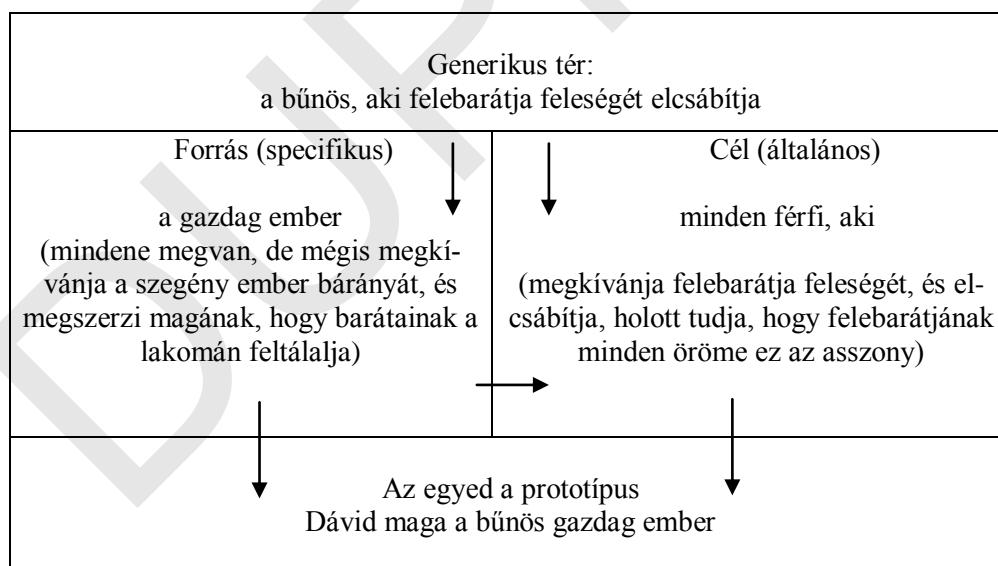 Generikus tér:
a bűnös, aki felebarátja feleségét elcsábítja
Forrás (specifikus)
a gazdag ember
(mindene megvan, de mégis megkí-
vánja a szegény ember bárányát, és
megszerzi magának, hogy barátainak a
lakomán feltálalja)
Cél (általános)
minden férfi, aki
(megkívánja felebarátja feleségét, és el-
csábítja, holott tudja, hogy felebarátjának
minden öröme ez az asszony)
Az egyed a prototípus
Dávid maga a bűnös gazdag ember